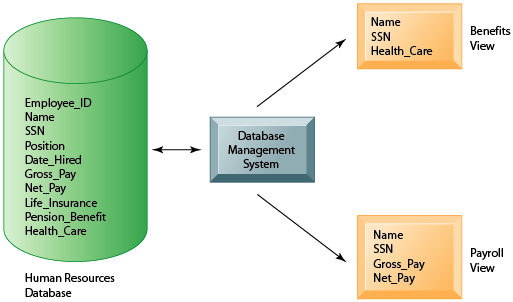 Employee_ID
Name
SSN
Position
Date_Hired
Gross_Pay
Net_Pay
Life_Insurance
Pension_Benefit
Health_Care
Human Resources
Database
Database
Management
System
Name
SSN
Health_Care
Benefits
View
Name
SSN
Gross_Pay
Net_Pay
Payroll
View